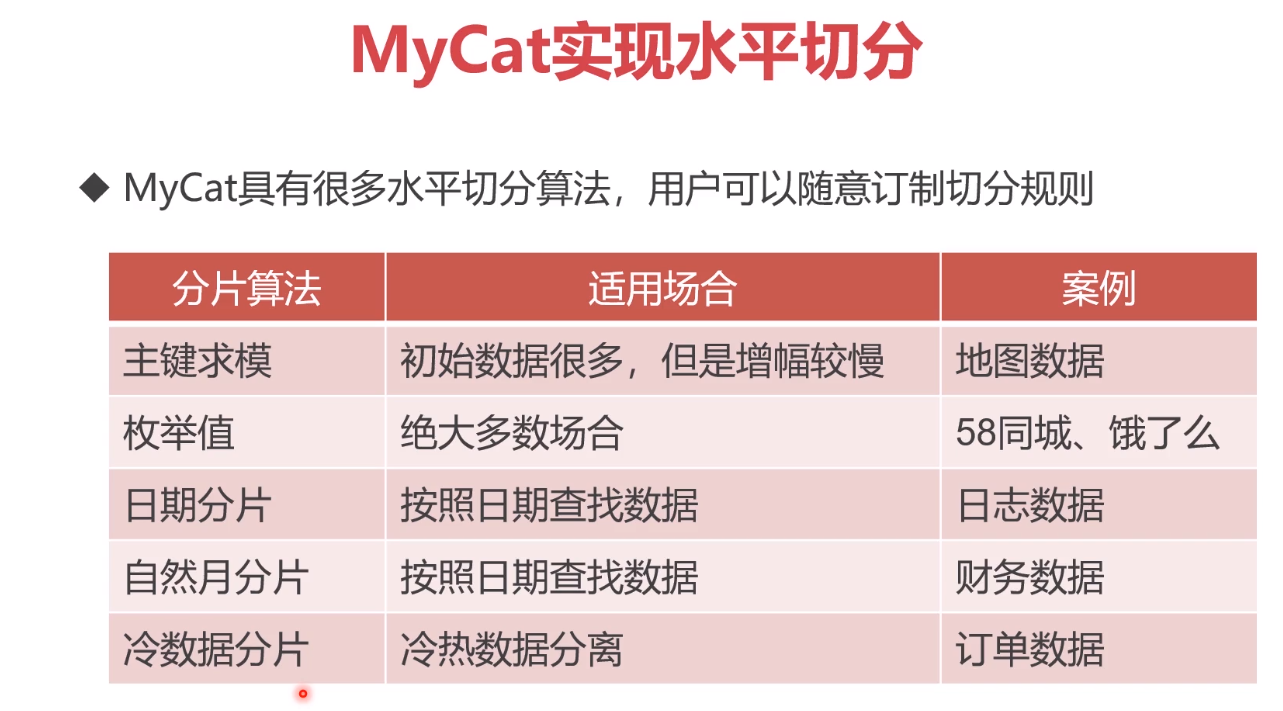 MyCat实现水平切分
MyCat具有很多水平切分算法，用户可以随意订制切分规则
分片算法 适用场合 案例
主键求模 初始数据很多，但是增幅较慢 地图数据
枚举值 绝大多数场合 58同城、饿了么
日期分片 按照日期查找数据 日志数据
自然月分片 按照日期查找数据 财务数据
冷数据分片 冷热数据分离 订单数据